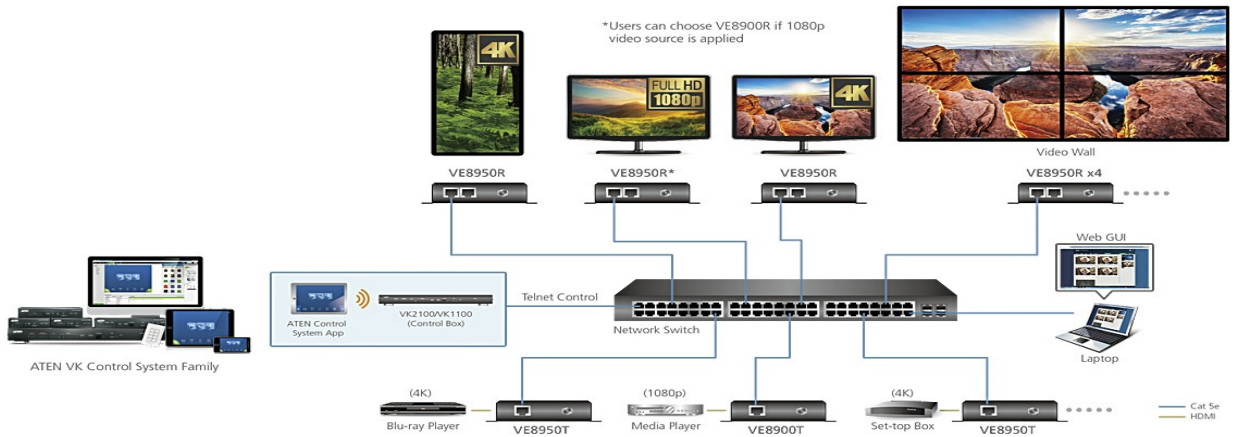 *Users can choose VE8900R if 1080p
video source is applied
4K
FULL HD
1080p
4K
Video Wall
VE8950R
VE8950R*
VE8950R
VE8950R x4
Web GUI
Telnet Control
ATEN Control
System App
VK2100/VK1100
(Control Box)
Network Switch
Laptop
ATEN VK Control System Family
(4K)
Blu-ray Player
VE8950T
(1080p)
Media Player
VE8900T
(4K)
Set-top Box
VE8950T
Cat 5e
HDMI